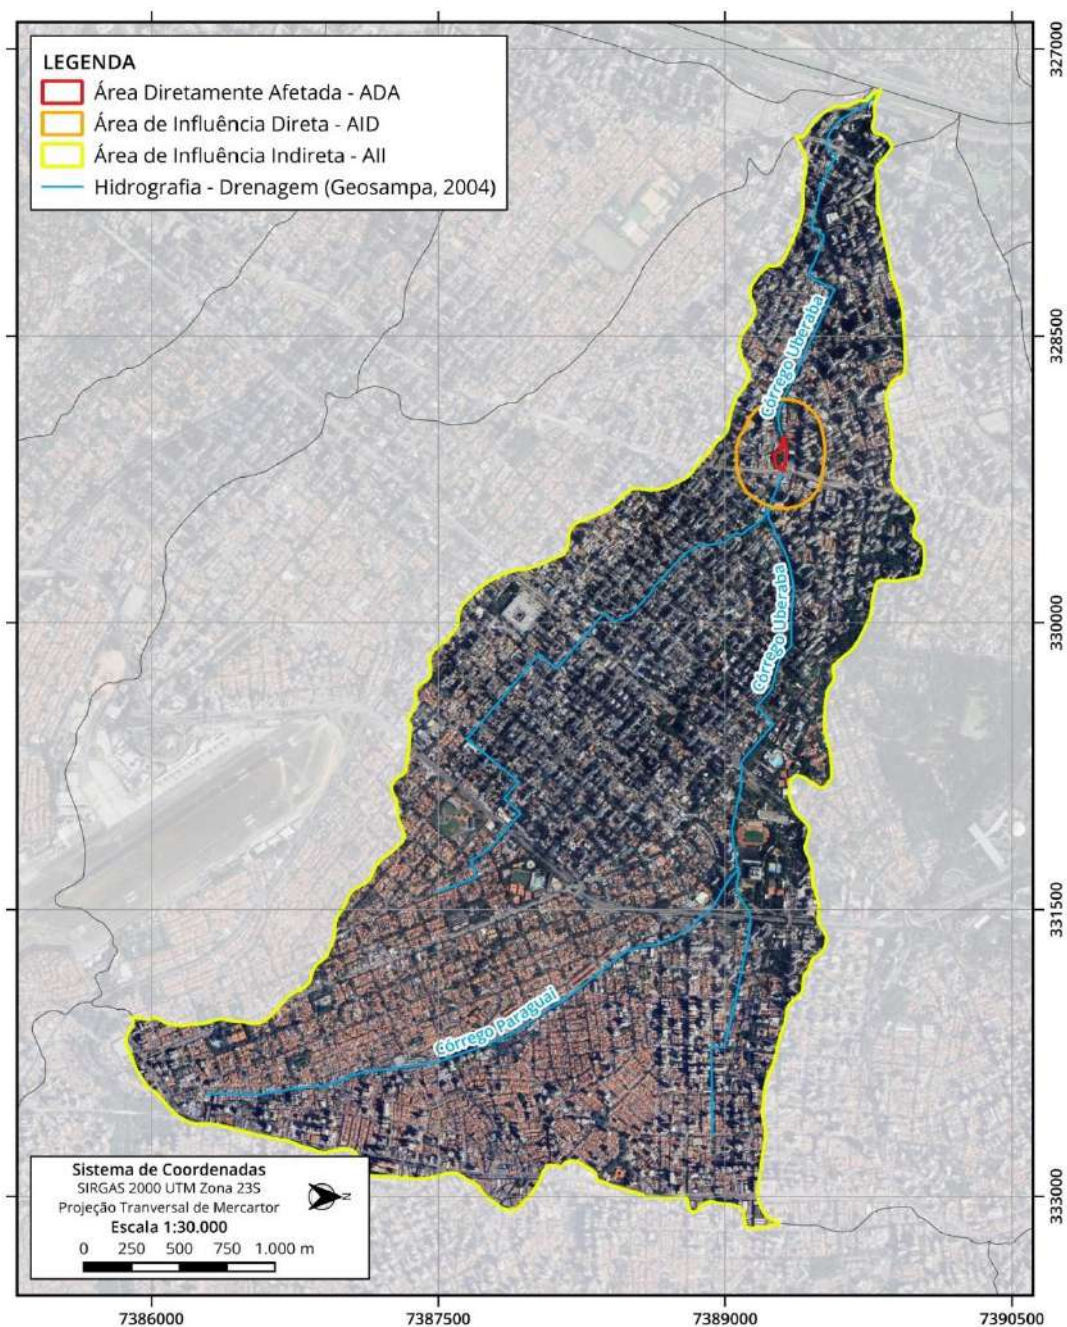 LEGENDA
Área Diretamente Afetada - ADA
Área de Influência Direta - AID
Área de Influência Indireta - AII
Hidrografia - Drenagem (Geosampa, 2004)
327000
328500
330000
331500
333000
Córrego Uberaba
Córrego Uberaba
Córrego Paraguai
Sistema de Coordenadas
SIRGAS 2000 UTM Zona 23S
Projeção Tranversal de Mercartor
Escala 1:30.000
N
0 250 500 750 1.000 m
7386000 7387500 7389000 7390500